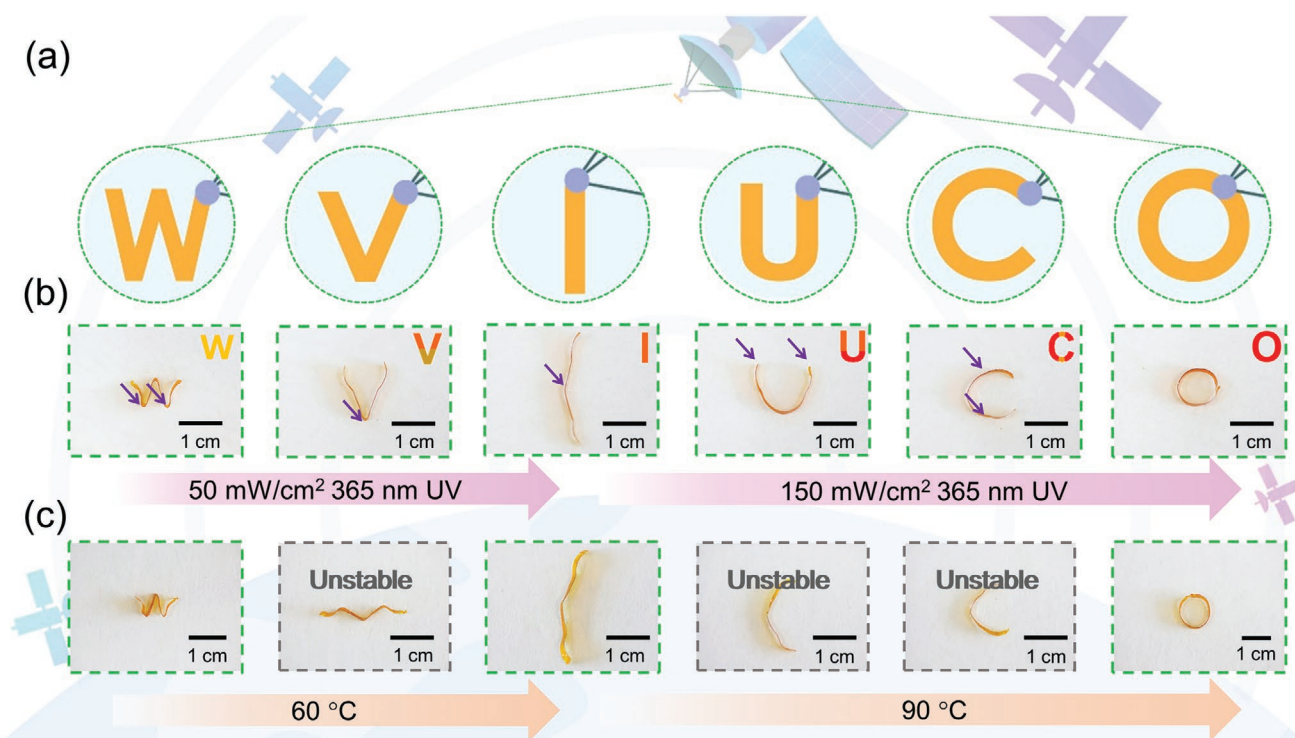 (a)
W V I U C O
(b)
W V I U C O
1 cm 1 cm 1 cm 1 cm 1 cm 1 cm
50 mW/cm² 365 nm UV 150 mW/cm² 365 nm UV
(c)
Unstable Unstable Unstable
1 cm 1 cm 1 cm 1 cm 1 cm 1 cm
60 °C 90 °C